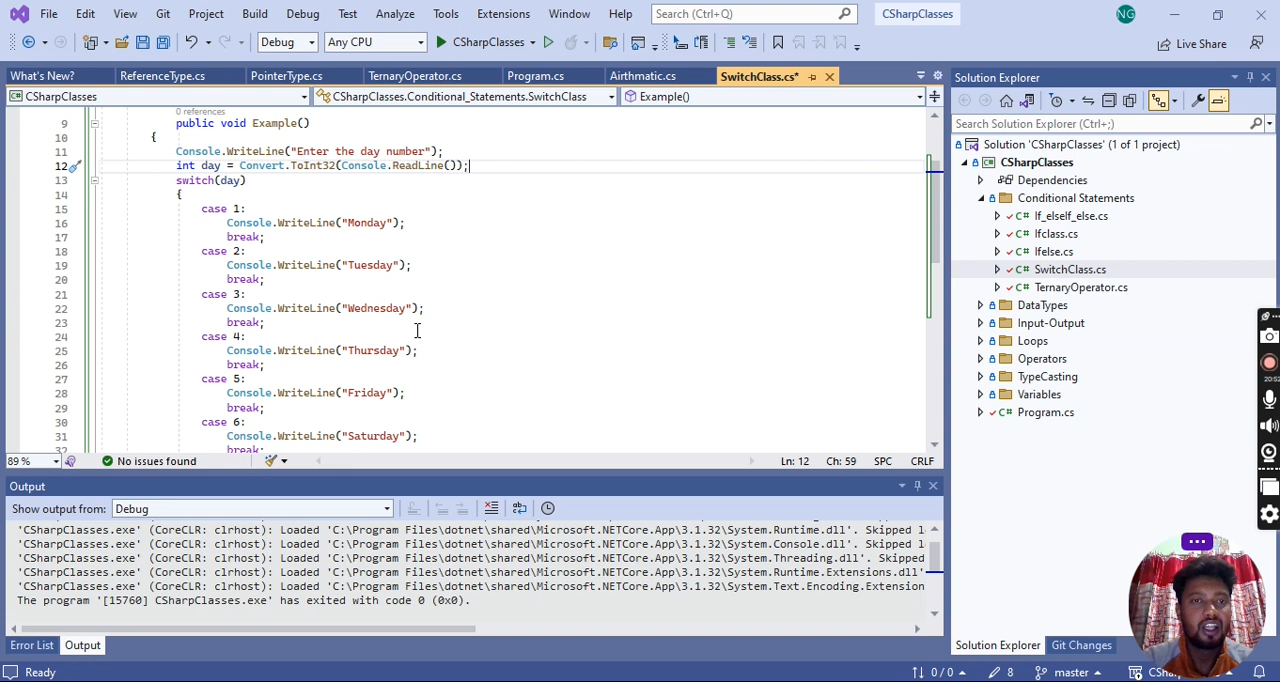 File Edit View Git Project Build Debug Test Analyze Tools Extensions Window Help Search (Ctrl+Q) CSharpClasses NG
Debug Any CPU CSharpClasses Live Share
What's New? ReferenceType.cs PointerType.cs TernaryOperator.cs Program.cs Airthmatic.cs SwitchClass.cs*
CSharpClasses CSharpClasses.Conditional_Statements.SwitchClass Example()
0 references
9 public void Example()
10 {
11 Console.WriteLine("Enter the day number");
12 int day = Convert.ToInt32(Console.ReadLine());
13 switch(day)
14 {
15 case 1:
16 Console.WriteLine("Monday");
17 break;
18 case 2:
19 Console.WriteLine("Tuesday");
20 break;
21 case 3:
22 Console.WriteLine("Wednesday");
23 break;
24 case 4:
25 Console.WriteLine("Thursday");
26 break;
27 case 5:
28 Console.WriteLine("Friday");
29 break;
30 case 6:
31 Console.WriteLine("Saturday");
32 break;
89 % No issues found Ln: 12 Ch: 59 SPC CRLF
Output
Show output from: Debug
'CSharpClasses.exe' (CoreCLR: clrhost): Loaded 'C:\Program Files\dotnet\shared\Microsoft.NETCore.App\3.1.32\System.Runtime.dll'. Skipped l
'CSharpClasses.exe' (CoreCLR: clrhost): Loaded 'C:\Program Files\dotnet\shared\Microsoft.NETCore.App\3.1.32\System.Console.dll'. Skipped l
'CSharpClasses.exe' (CoreCLR: clrhost): Loaded 'C:\Program Files\dotnet\shared\Microsoft.NETCore.App\3.1.32\System.Threading.dll'. Skipped
'CSharpClasses.exe' (CoreCLR: clrhost): Loaded 'C:\Program Files\dotnet\shared\Microsoft.NETCore.App\3.1.32\System.Runtime.Extensions.dll'
'CSharpClasses.exe' (CoreCLR: clrhost): Loaded 'C:\Program Files\dotnet\shared\Microsoft.NETCore.App\3.1.32\System.Text.Encoding.Extension
The program '[15760] CSharpClasses.exe' has exited with code 0 (0x0).
Error List Output
Solution Explorer
Search Solution Explorer (Ctrl+;)
Solution 'CSharpClasses' (1 of 1 project)
CSharpClasses
Dependencies
Conditional Statements
C# If_elseIf_else.cs
C# Ifclass.cs
C# Ifelse.cs
C# SwitchClass.cs
C# TernaryOperator.cs
DataTypes
Input-Output
Loops
Operators
TypeCasting
Variables
C# Program.cs
Solution Explorer Git Changes
20:52
Ready 0 / 0 8 master